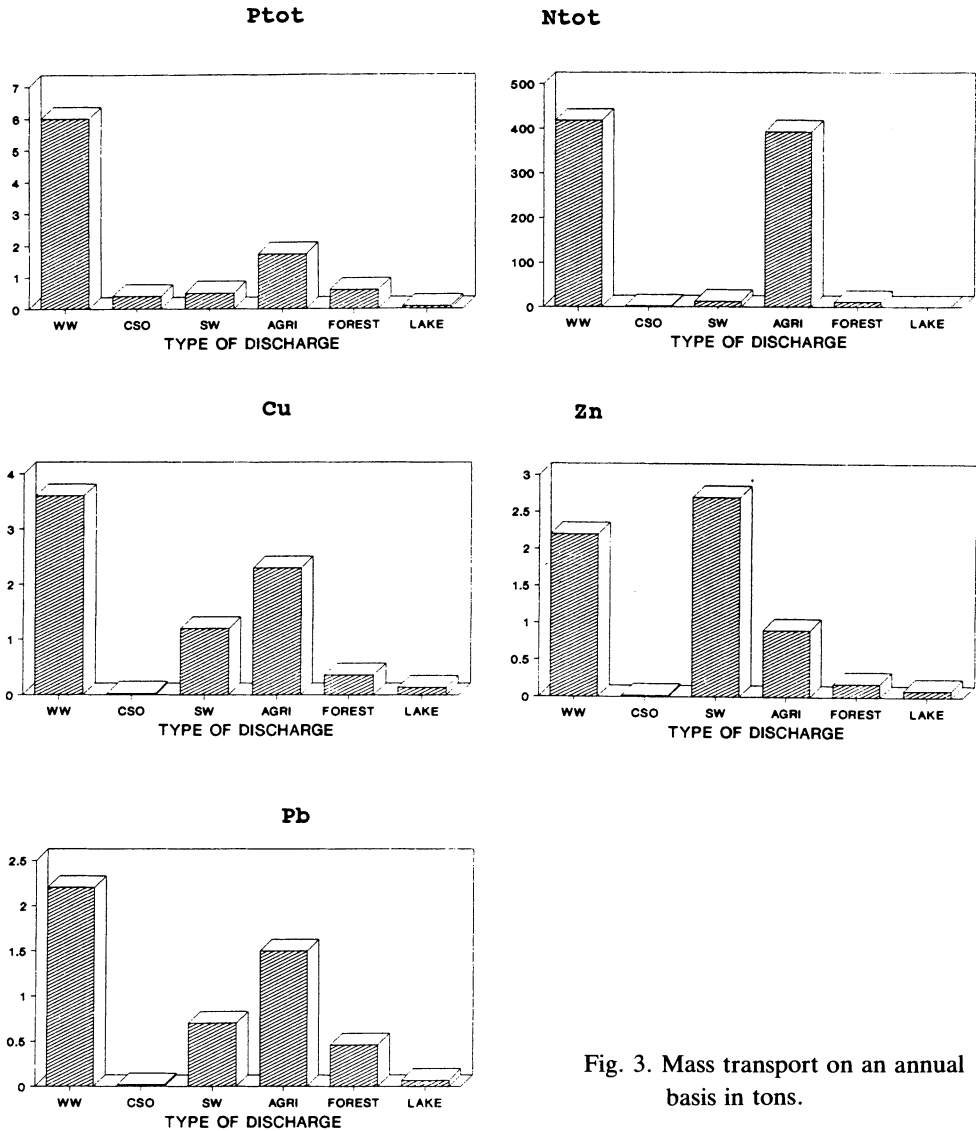 Ptot
7
6
5
4
3
2
1
0
WW CSO SW AGRI FOREST LAKE
TYPE OF DISCHARGE
Ntot
500
400
300
200
100
0
WW CSO SW AGRI FOREST LAKE
TYPE OF DISCHARGE
Cu
4
3
2
1
0
WW CSO SW AGRI FOREST LAKE
TYPE OF DISCHARGE
Zn
3
2.5
2
1.5
1
0.5
0
WW CSO SW AGRI FOREST LAKE
TYPE OF DISCHARGE
Pb
2.5
2
1.5
1
0.5
0
WW CSO SW AGRI FOREST LAKE
TYPE OF DISCHARGE
Fig. 3. Mass transport on an annual
basis in tons.